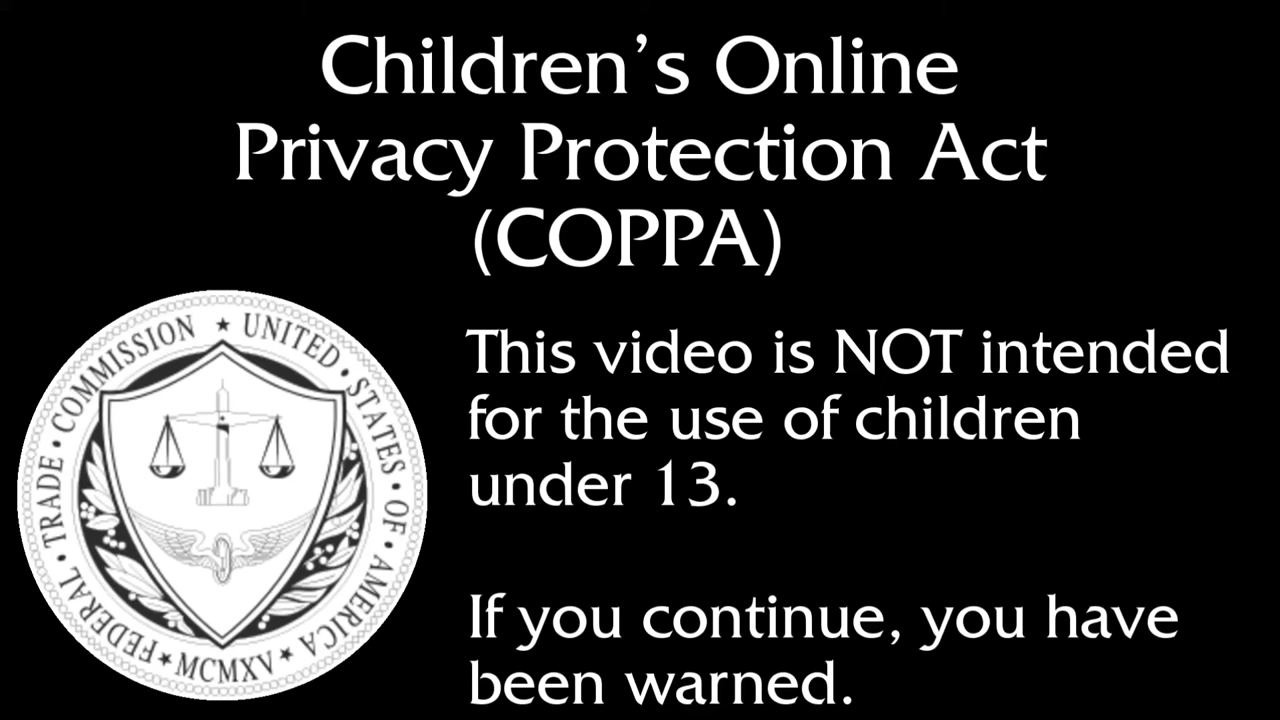 Children’s Online
Privacy Protection Act
(COPPA)
This video is NOT intended
for the use of children
under 13.
If you continue, you have
been warned.
FEDERAL • TRADE • COMMISSION ★ UNITED • STATES • OF • AMERICA
★ MCMXV ★